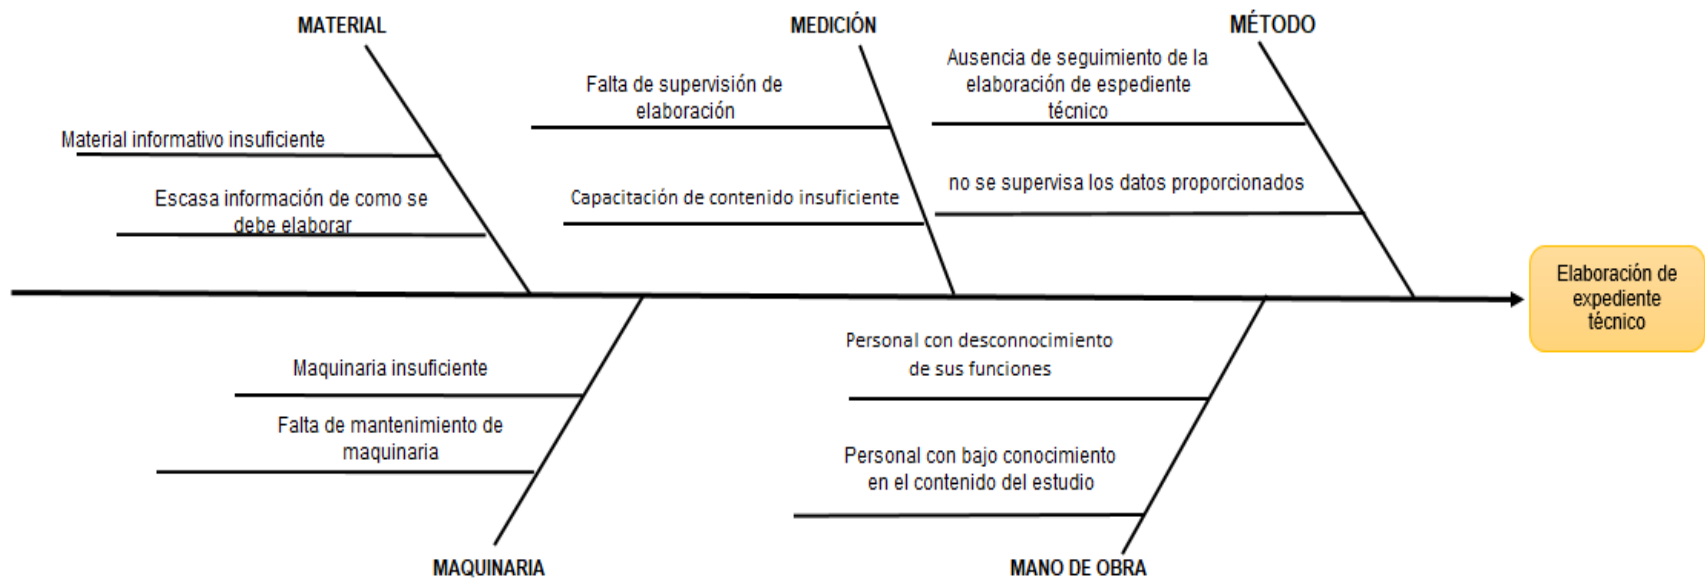 MATERIAL
MEDICIÓN
MÉTODO
Material informativo insuficiente
Escasa información de como se
debe elaborar
Falta de supervisión de
elaboración
Capacitación de contenido insuficiente
Ausencia de seguimiento de la
elaboración de espediente
técnico
no se supervisa los datos proporcionados
Elaboración de
expediente
técnico
Maquinaria insuficiente
Falta de mantenimiento de
maquinaria
Personal con desconnocimiento
de sus funciones
Personal con bajo conocimiento
en el contenido del estudio
MAQUINARIA
MANO DE OBRA